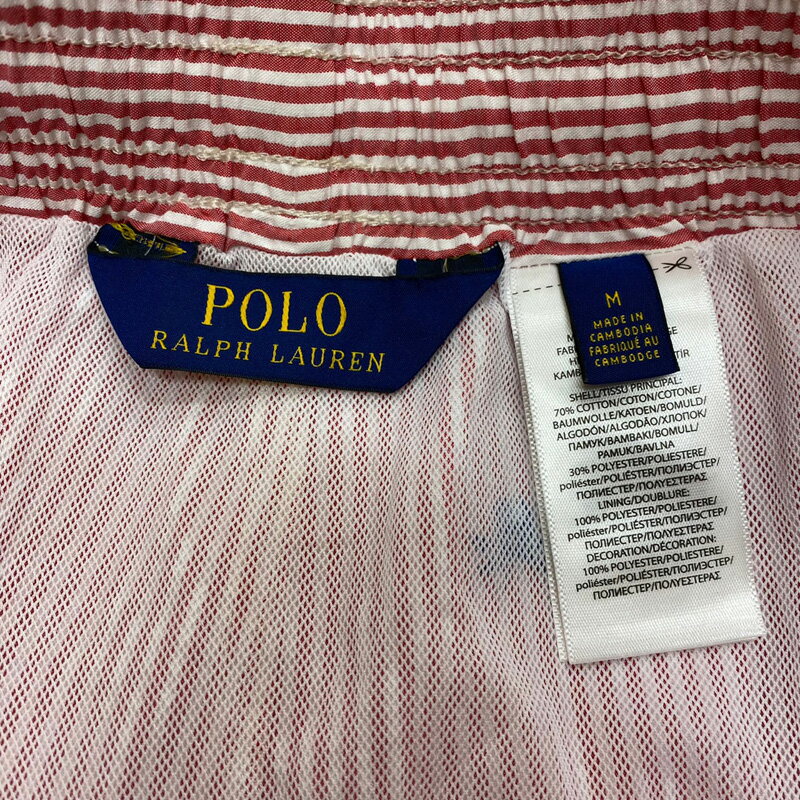 POLO
RALPH LAUREN
M
MADE IN
CAMBODIA
FABRIQUÉ AU
CAMBODGE
SHELL/TISSU PRINCIPAL:
70% COTTON/COTON/COTONE/
BAUMWOLLE/KATOEN/BOMULD/
ALGODÓN/ALGODÃO/ХЛОПОК/
ПАМУК/ΒΑΜΒΑΚΙ/BOMULL/
PAMUK/BAVLNA
30% POLYESTER/POLIESTERE/
poliéster/POLIÉSTER/ПОЛИЭСТЕР/
ПОЛИЕСТЕР/ΠΟΛΥΕΣΤΕΡΑΣ
LINING/DOUBLURE:
100% POLYESTER/POLIESTERE/
poliéster/POLIÉSTER/ПОЛИЭСТЕР/
ПОЛИЕСТЕР/ΠΟΛΥΕΣΤΕΡΑΣ
DECORATION/DÉCORATION:
100% POLYESTER/POLIESTERE/
poliéster/POLIÉSTER/ПОЛИЭСТЕР/
ПОЛИЕСТЕР/ΠΟΛΥΕΣΤΕΡΑΣ